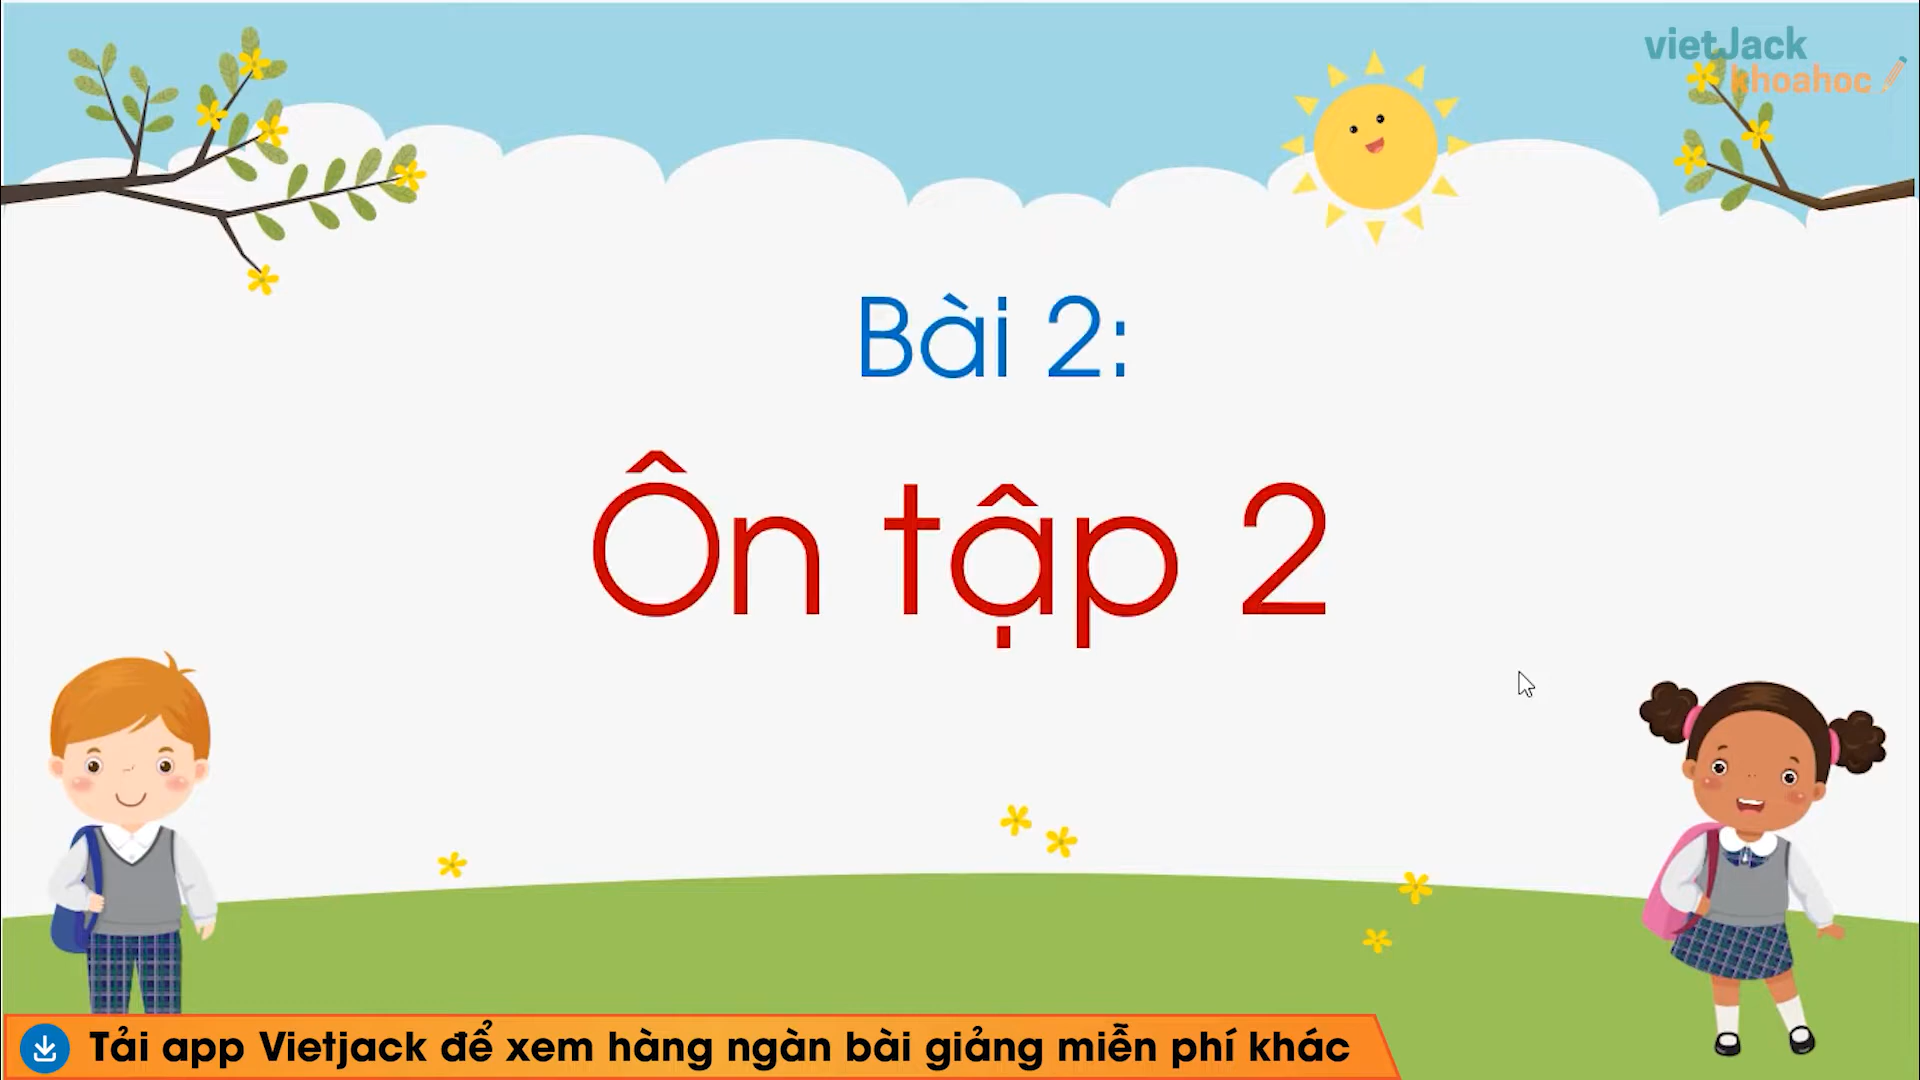 vietJack
khoahoc
Bài 2:
Ôn tập 2
Tải app Vietjack để xem hàng ngàn bài giảng miễn phí khác